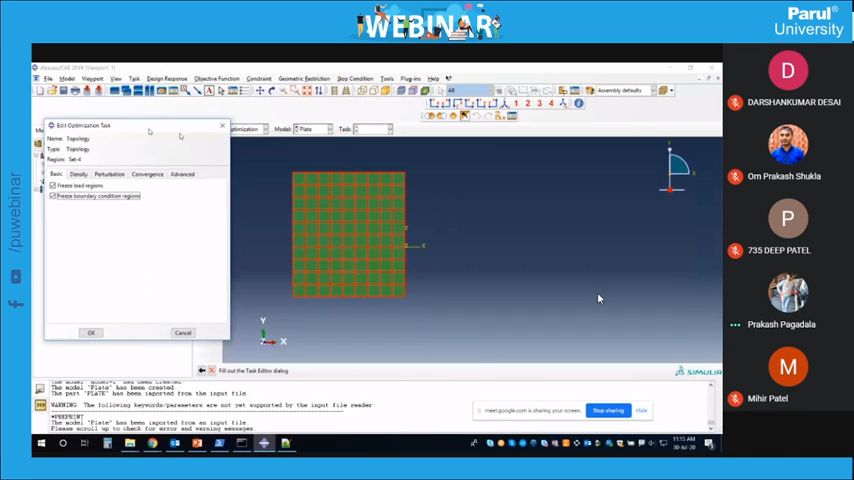 WEBINAR
Parul®
University
/puwebinar
File Model Viewport View Task Design Response Objective Function Constraint Geometric Restriction Stop Condition Tools Plug-ins Help
All
Assembly defaults
1 2 3 4
Edit Optimization Task
Optimization Model: Plate Task:
Name: Topology
Type: Topology
Region: Set-4
Basic Density Perturbation Convergence Advanced
Freeze load regions
Freeze boundary condition regions
OK Cancel
Y
X
Z
X
Y
X
Z
Fill out the Task Editor dialog
SIMULIA
The model "Plate" has been created.
The part "PLATE" has been imported from the input file.
WARNING: The following keywords/parameters are not yet supported by the input file reader:
*PREPRINT
The model "Plate" has been imported from an input file.
Please scroll up to check for error and warning messages.
meet.google.com is sharing your screen. Stop sharing Hide
11:15 AM
30-Jul-20
D
DARSHANKUMAR DESAI
Om Prakash Shukla
P
735 DEEP PATEL
Prakash Pagadala
M
Mihir Patel